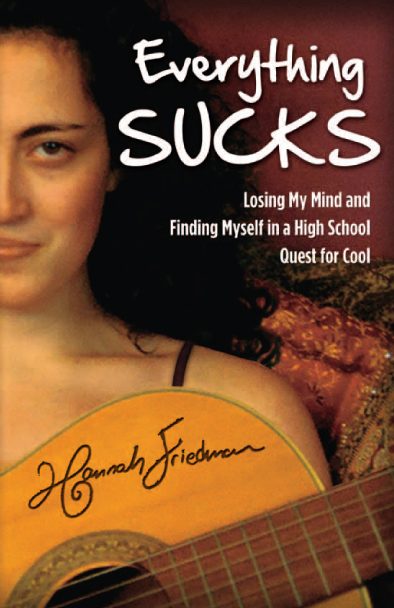 Everything
SUCKS
Losing My Mind and
Finding Myself in a High School
Quest for Cool
Hannah Friedman